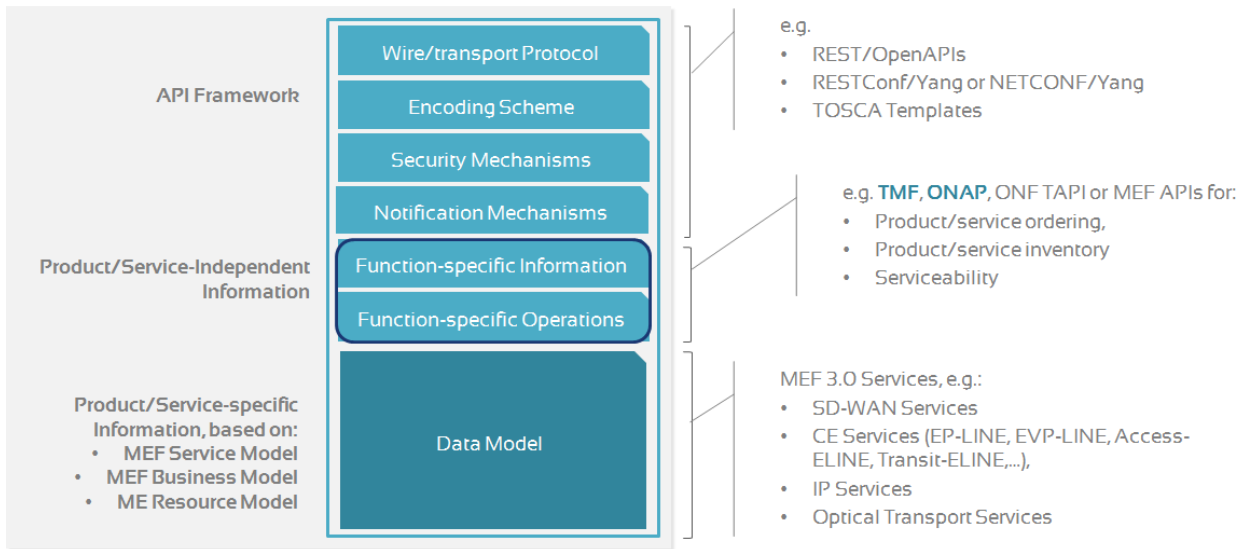 API Framework
Wire/transport Protocol
Encoding Scheme
Security Mechanisms
Notification Mechanisms
e.g.
• REST/OpenAPIs
• RESTConf/Yang or NETCONF/Yang
• TOSCA Templates
Product/Service-Independent
Information
Function-specific Information
Function-specific Operations
e.g. TMF, ONAP, ONF TAPI or MEF APIs for:
• Product/service ordering,
• Product/service inventory
• Serviceability
Product/Service-specific
Information, based on:
• MEF Service Model
• MEF Business Model
• ME Resource Model
Data Model
MEF 3.0 Services, e.g.:
• SD-WAN Services
• CE Services (EP-LINE, EVP-LINE, Access-
ELINE, Transit-ELINE,...),
• IP Services
• Optical Transport Services